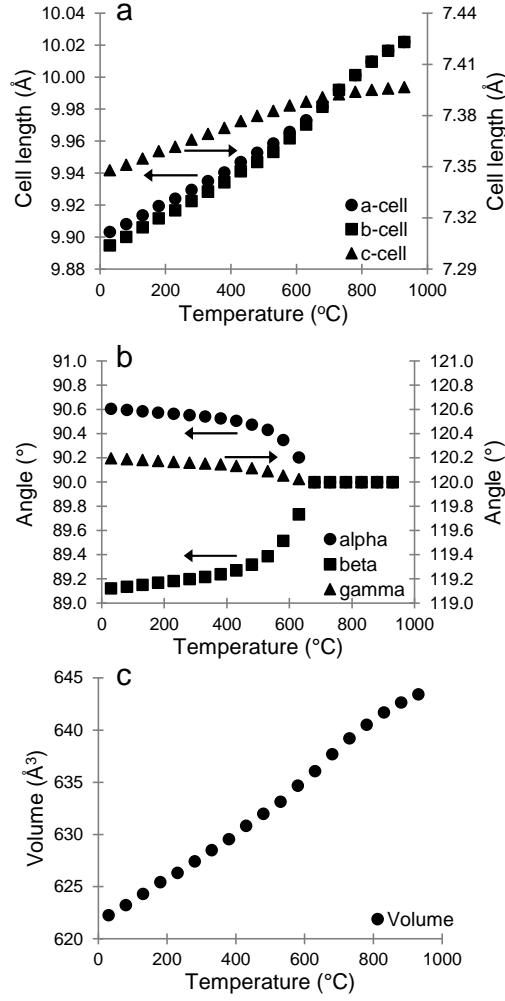 a
10.04
10.02
10.00
9.98
9.96
9.94
9.92
9.90
9.88
Cell length (Å)
7.44
7.41
7.38
7.35
7.32
7.29
Cell length (Å)
a-cell
b-cell
c-cell
0 200 400 600 800 1000
Temperature (ºC)
b
91.0
90.8
90.6
90.4
90.2
90.0
89.8
89.6
89.4
89.2
89.0
Angle (°)
121.0
120.8
120.6
120.4
120.2
120.0
119.8
119.6
119.4
119.2
119.0
Angle (°)
alpha
beta
gamma
0 200 400 600 800 1000
Temperature (°C)
c
645
640
635
630
625
620
Volume (Å³)
Volume
0 200 400 600 800 1000
Temperature (°C)